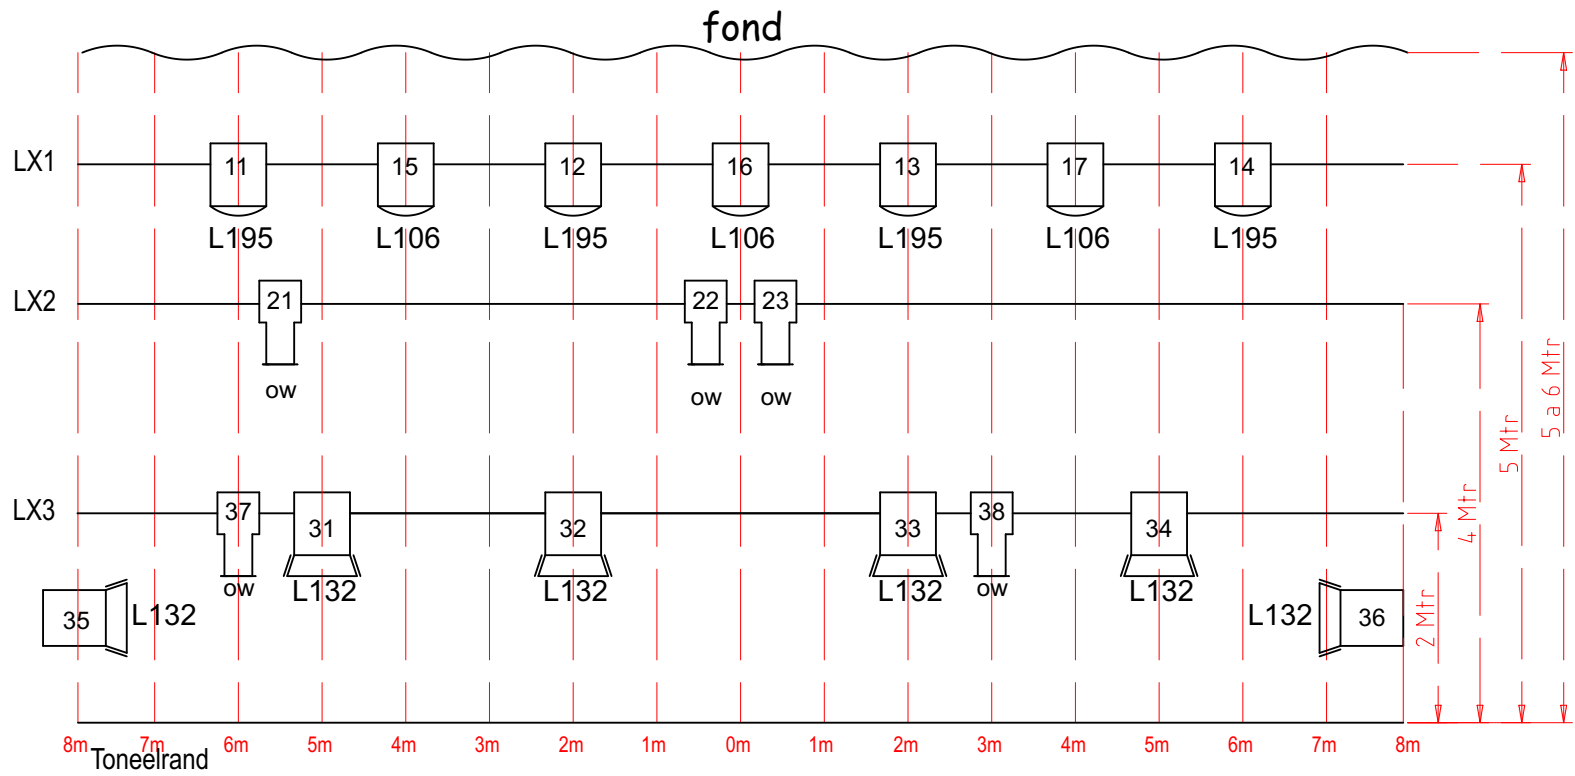 fond
LX1
11 15 12 16 13 17 14
L195 L106 L195 L106 L195 L106 L195
LX2
21 22 23
ow ow ow
5 a 6 Mtr
5 Mtr
4 Mtr
LX3
37 31 32 33 38 34
ow L132 L132 L132 ow L132
35 L132
L132 36
2 Mtr
8m 7m 6m 5m 4m 3m 2m 1m 0m 1m 2m 3m 4m 5m 6m 7m 8m
Toneelrand